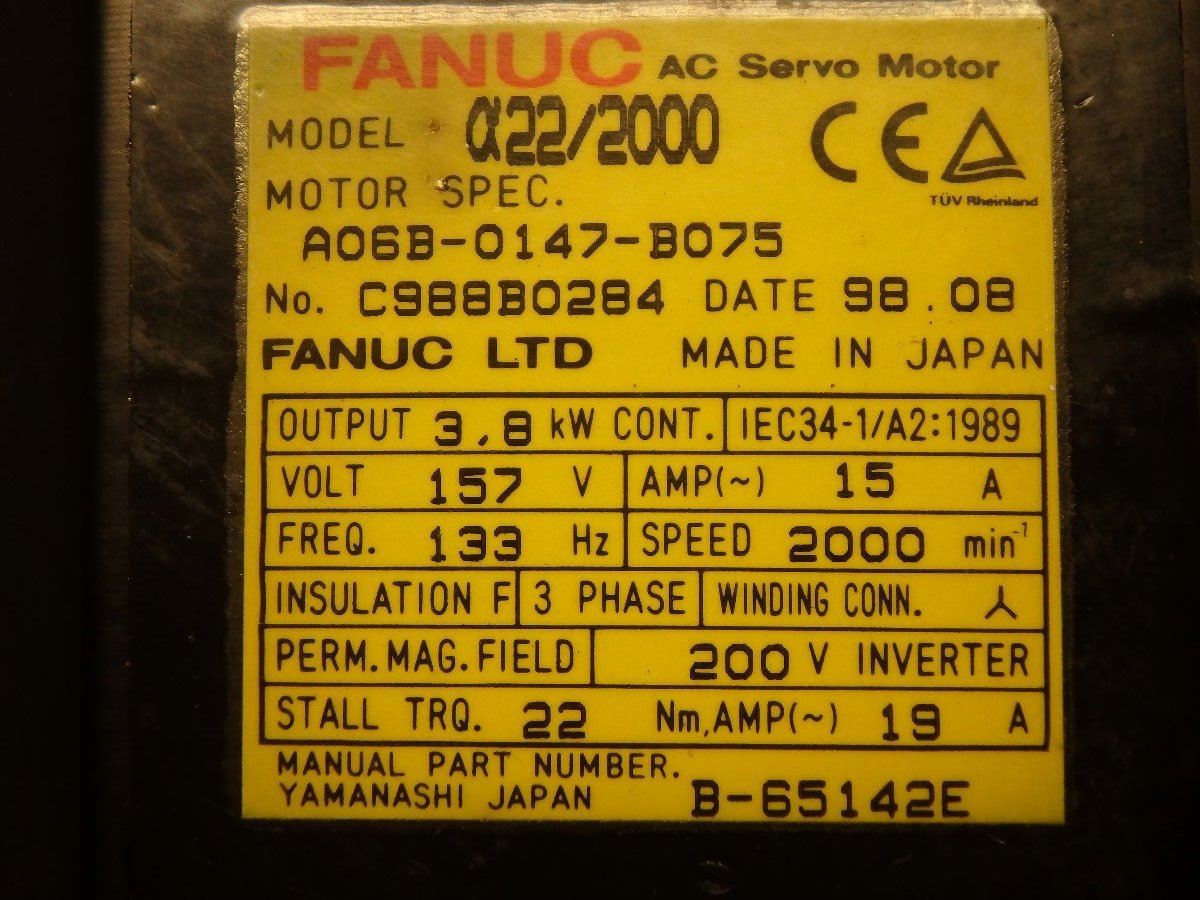 FANUC AC Servo Motor
MODEL α22/2000
CE
TÜV Rheinland
MOTOR SPEC.
A06B-0147-B075
No. C988B0284 DATE 98.08
FANUC LTD MADE IN JAPAN
OUTPUT 3,8 kW CONT. IEC34-1/A2:1989
VOLT 157 V AMP(~) 15 A
FREQ. 133 Hz SPEED 2000 min⁻¹
INSULATION F 3 PHASE WINDING CONN.
PERM.MAG.FIELD 200 V INVERTER
STALL TRQ. 22 Nm,AMP(~) 19 A
MANUAL PART NUMBER.
YAMANASHI JAPAN B-65142E